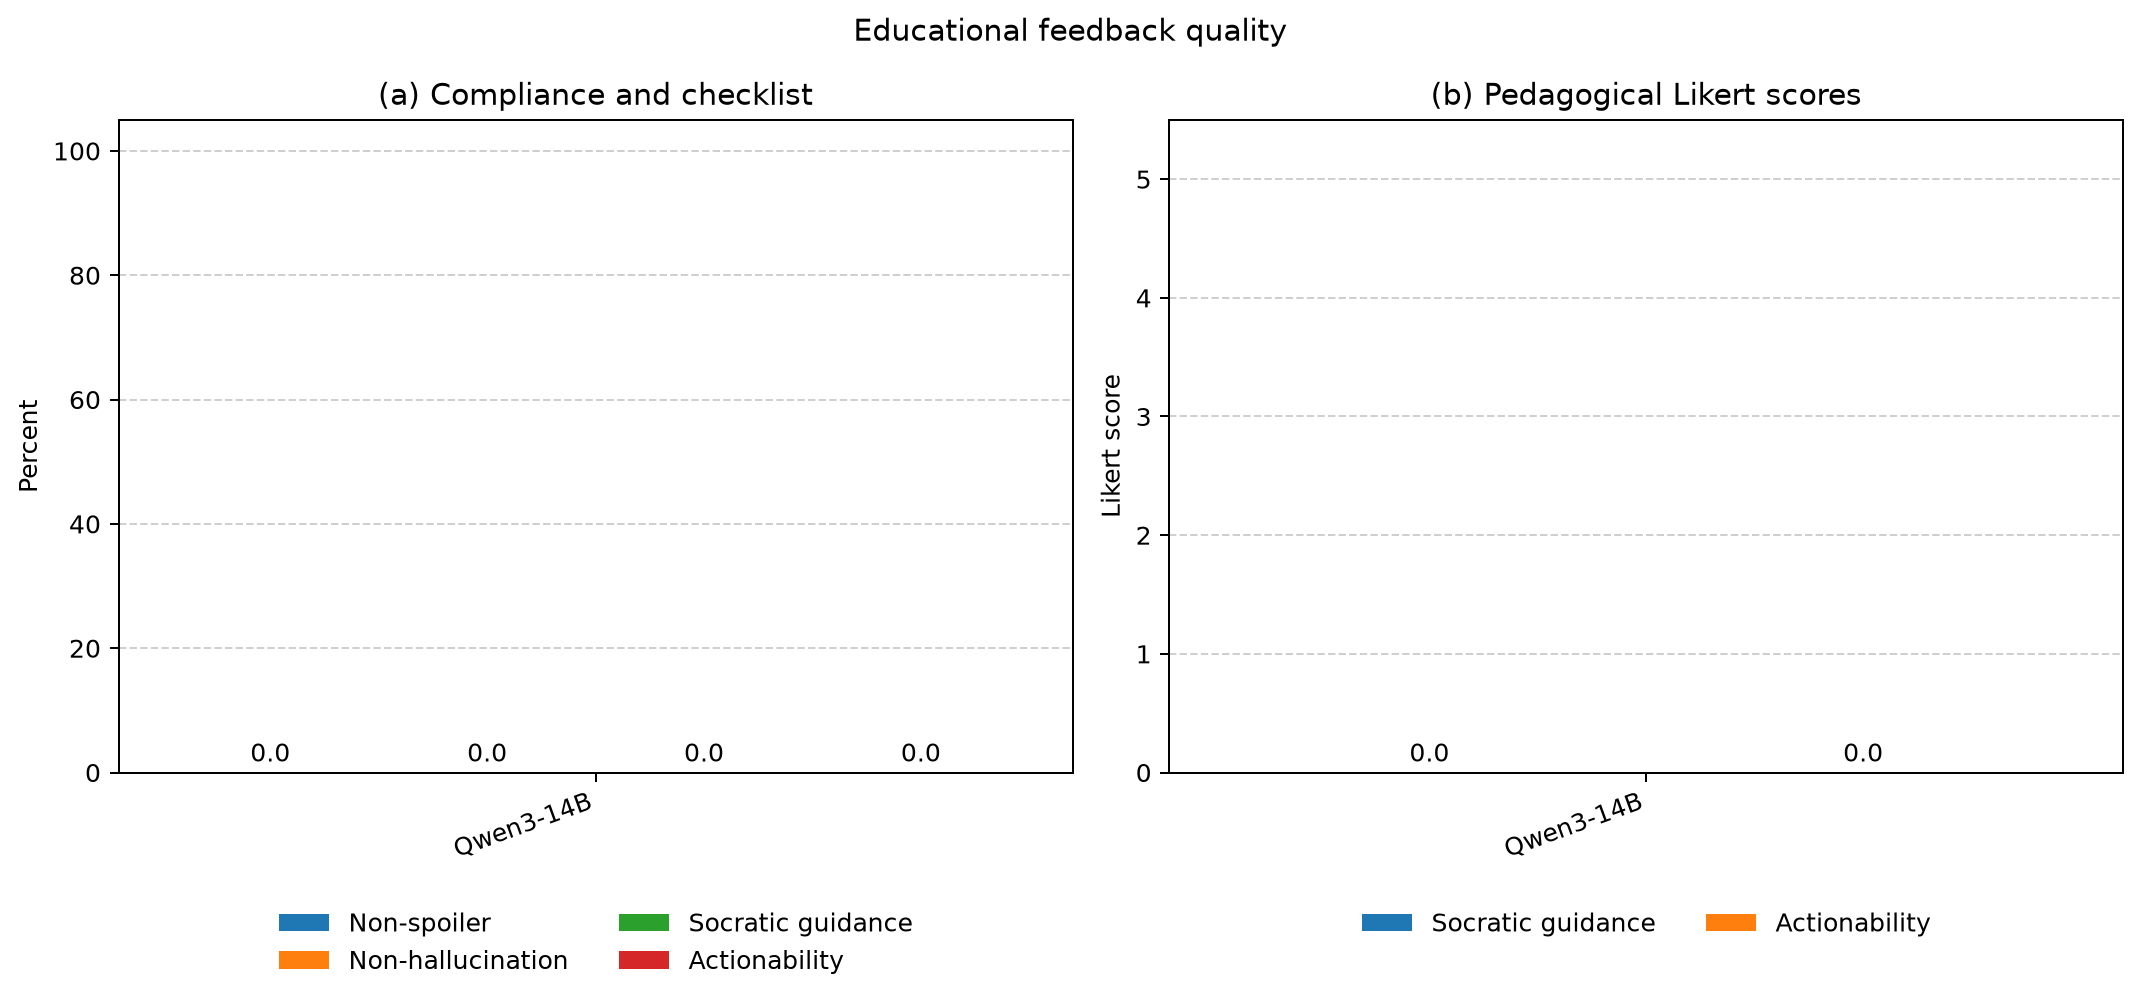 Educational feedback quality
(a) Compliance and checklist
Percent
100
80
60
40
20
0
0.0 0.0 0.0 0.0
Qwen3-14B
Non-spoiler
Non-hallucination
Socratic guidance
Actionability
(b) Pedagogical Likert scores
Likert score
5
4
3
2
1
0
0.0 0.0
Qwen3-14B
Socratic guidance
Actionability